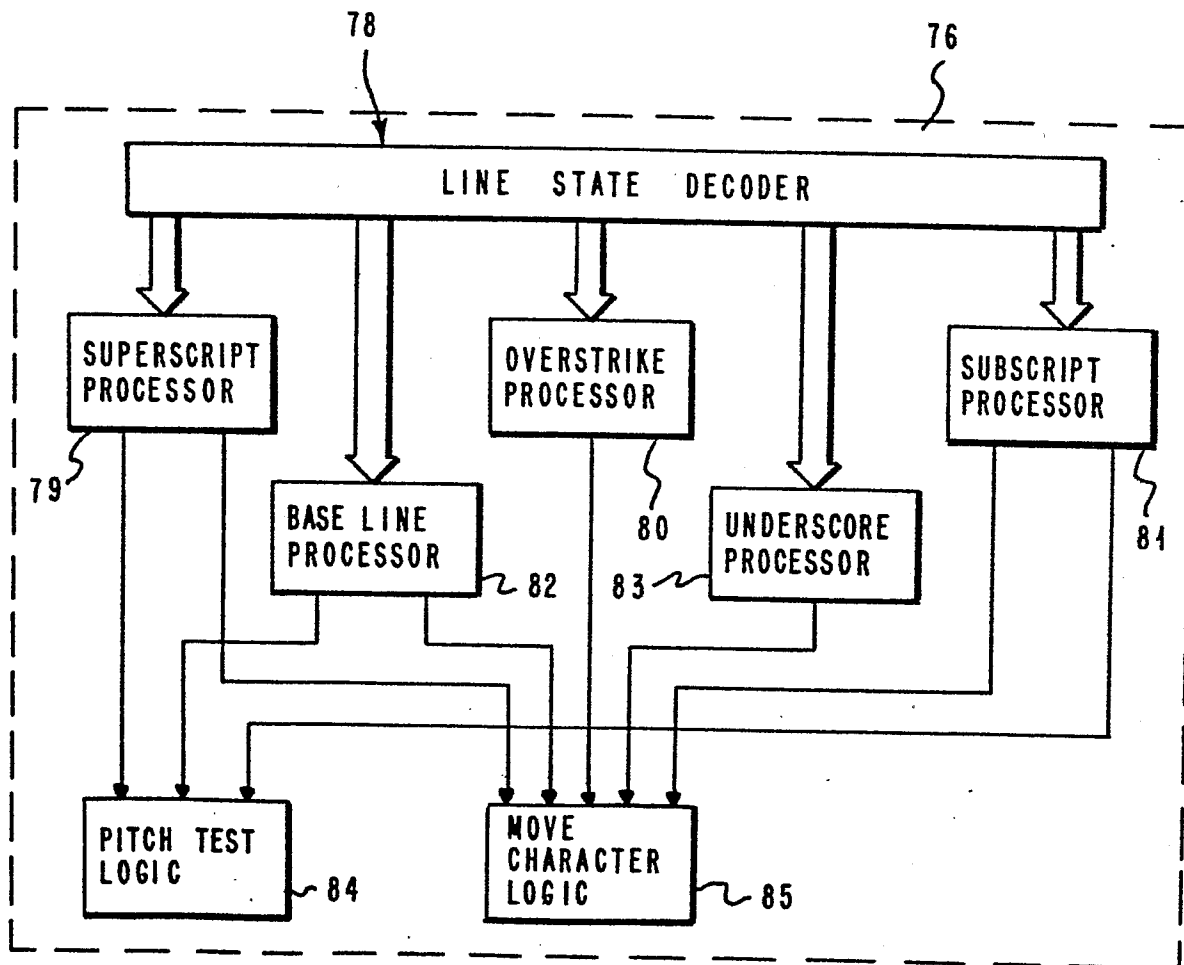 78
76
LINE STATE DECODER
SUPERSCRIPT
PROCESSOR
OVERSTRIKE
PROCESSOR
SUBSCRIPT
PROCESSOR
79
80
81
BASE LINE
PROCESSOR
82
UNDERSCORE
PROCESSOR
83
PITCH TEST
LOGIC
84
MOVE
CHARACTER
LOGIC
85